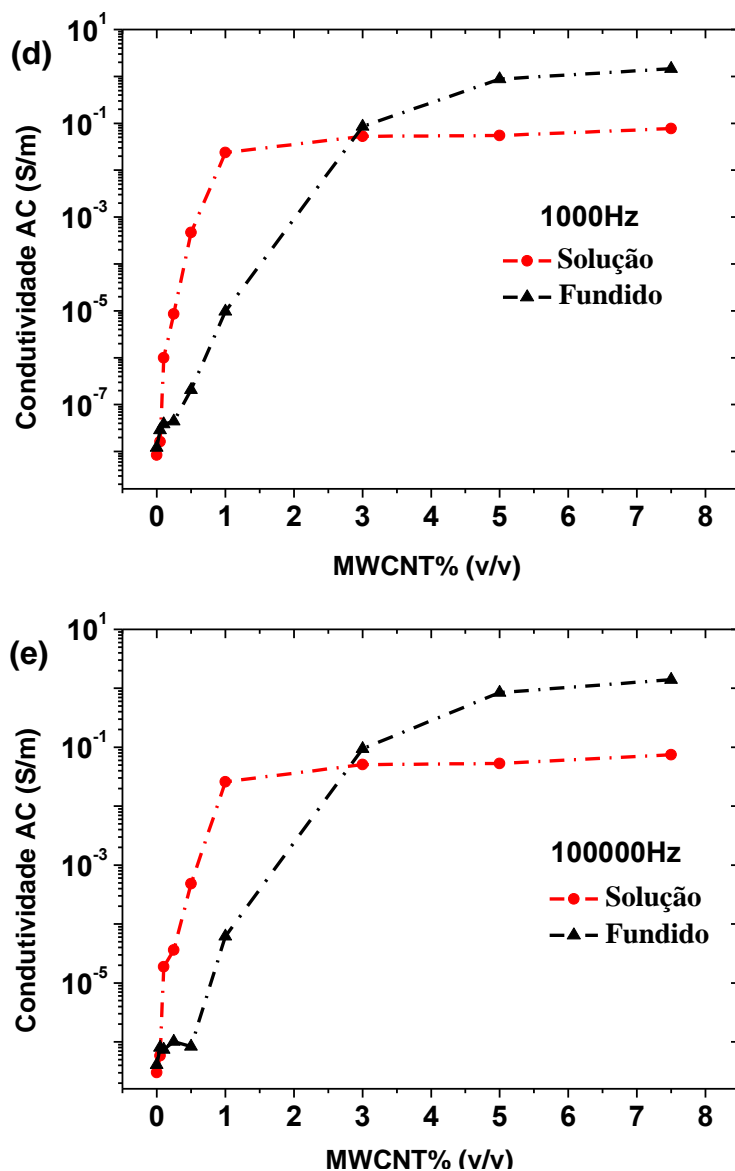 (d)
10^1
10^-1
10^-3
10^-5
10^-7
Condutividade AC (S/m)
1000Hz
Solução
Fundido
0 1 2 3 4 5 6 7 8
MWCNT% (v/v)
(e)
10^1
10^-1
10^-3
10^-5
Condutividade AC (S/m)
100000Hz
Solução
Fundido
0 1 2 3 4 5 6 7 8
MWCNT% (v/v)